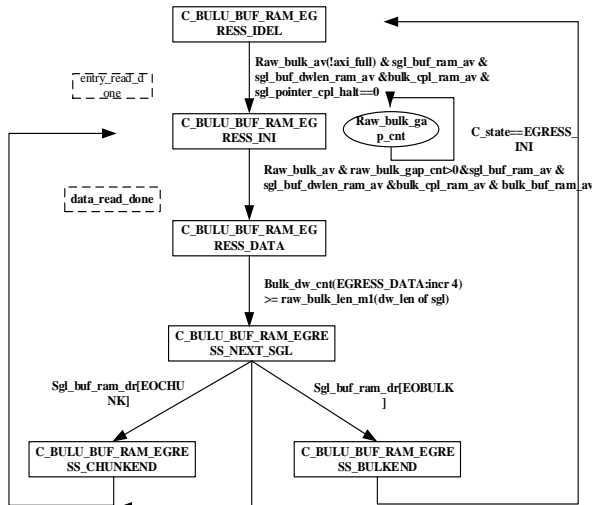 C_BULU_BUF_RAM_EG
RESS_IDEL
Raw_bulk_av(!axi_full) & sgl_buf_ram_av &
sgl_buf_dwlen_ram_av &bulk_cpl_ram_av &
sgl_pointer_cpl_halt==0
entry_read_d
one
C_BULU_BUF_RAM_EG
RESS_INI
Raw_bulk_ga
p_cnt
C_state==EGRESS_
INI
Raw_bulk_av & raw_bulk_gap_cnt>0&sgl_buf_ram_av &
sgl_buf_dwlen_ram_av &bulk_cpl_ram_av & bulk_buf_ram_av
data_read_done
C_BULU_BUF_RAM_EG
RESS_DATA
Bulk_dw_cnt(EGRESS_DATA:incr 4)
>= raw_bulk_len_m1(dw_len of sgl)
C_BULU_BUF_RAM_EGRE
SS_NEXT_SGL
Sgl_buf_ram_dr[EOCHU
NK]
Sgl_buf_ram_dr[EOBULK
]
C_BULU_BUF_RAM_EGRE
SS_CHUNKEND
C_BULU_BUF_RAM_EGRE
SS_BULKEND